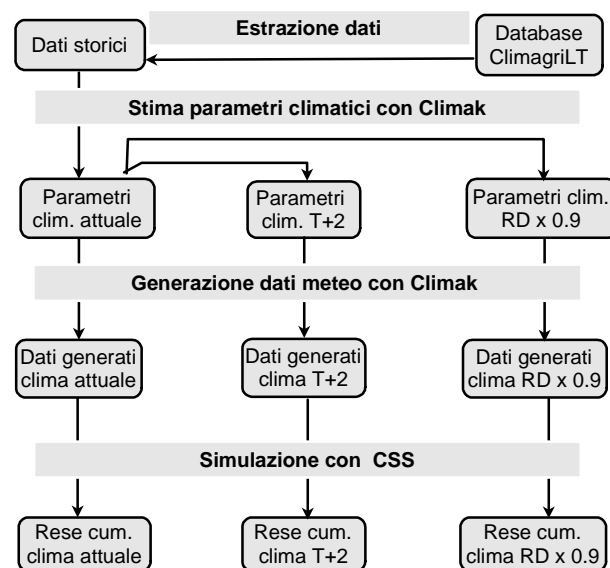 Estrazione dati
Dati storici
Database
ClimagriLT
Stima parametri climatici con Climak
Parametri
clim. attuale
Parametri
clim. T+2
Parametri clim.
RD x 0.9
Generazione dati meteo con Climak
Dati generati
clima attuale
Dati generati
clima T+2
Dati generati
clima RD x 0.9
Simulazione con CSS
Rese cum.
clima attuale
Rese cum.
clima T+2
Rese cum.
clima RD x 0.9